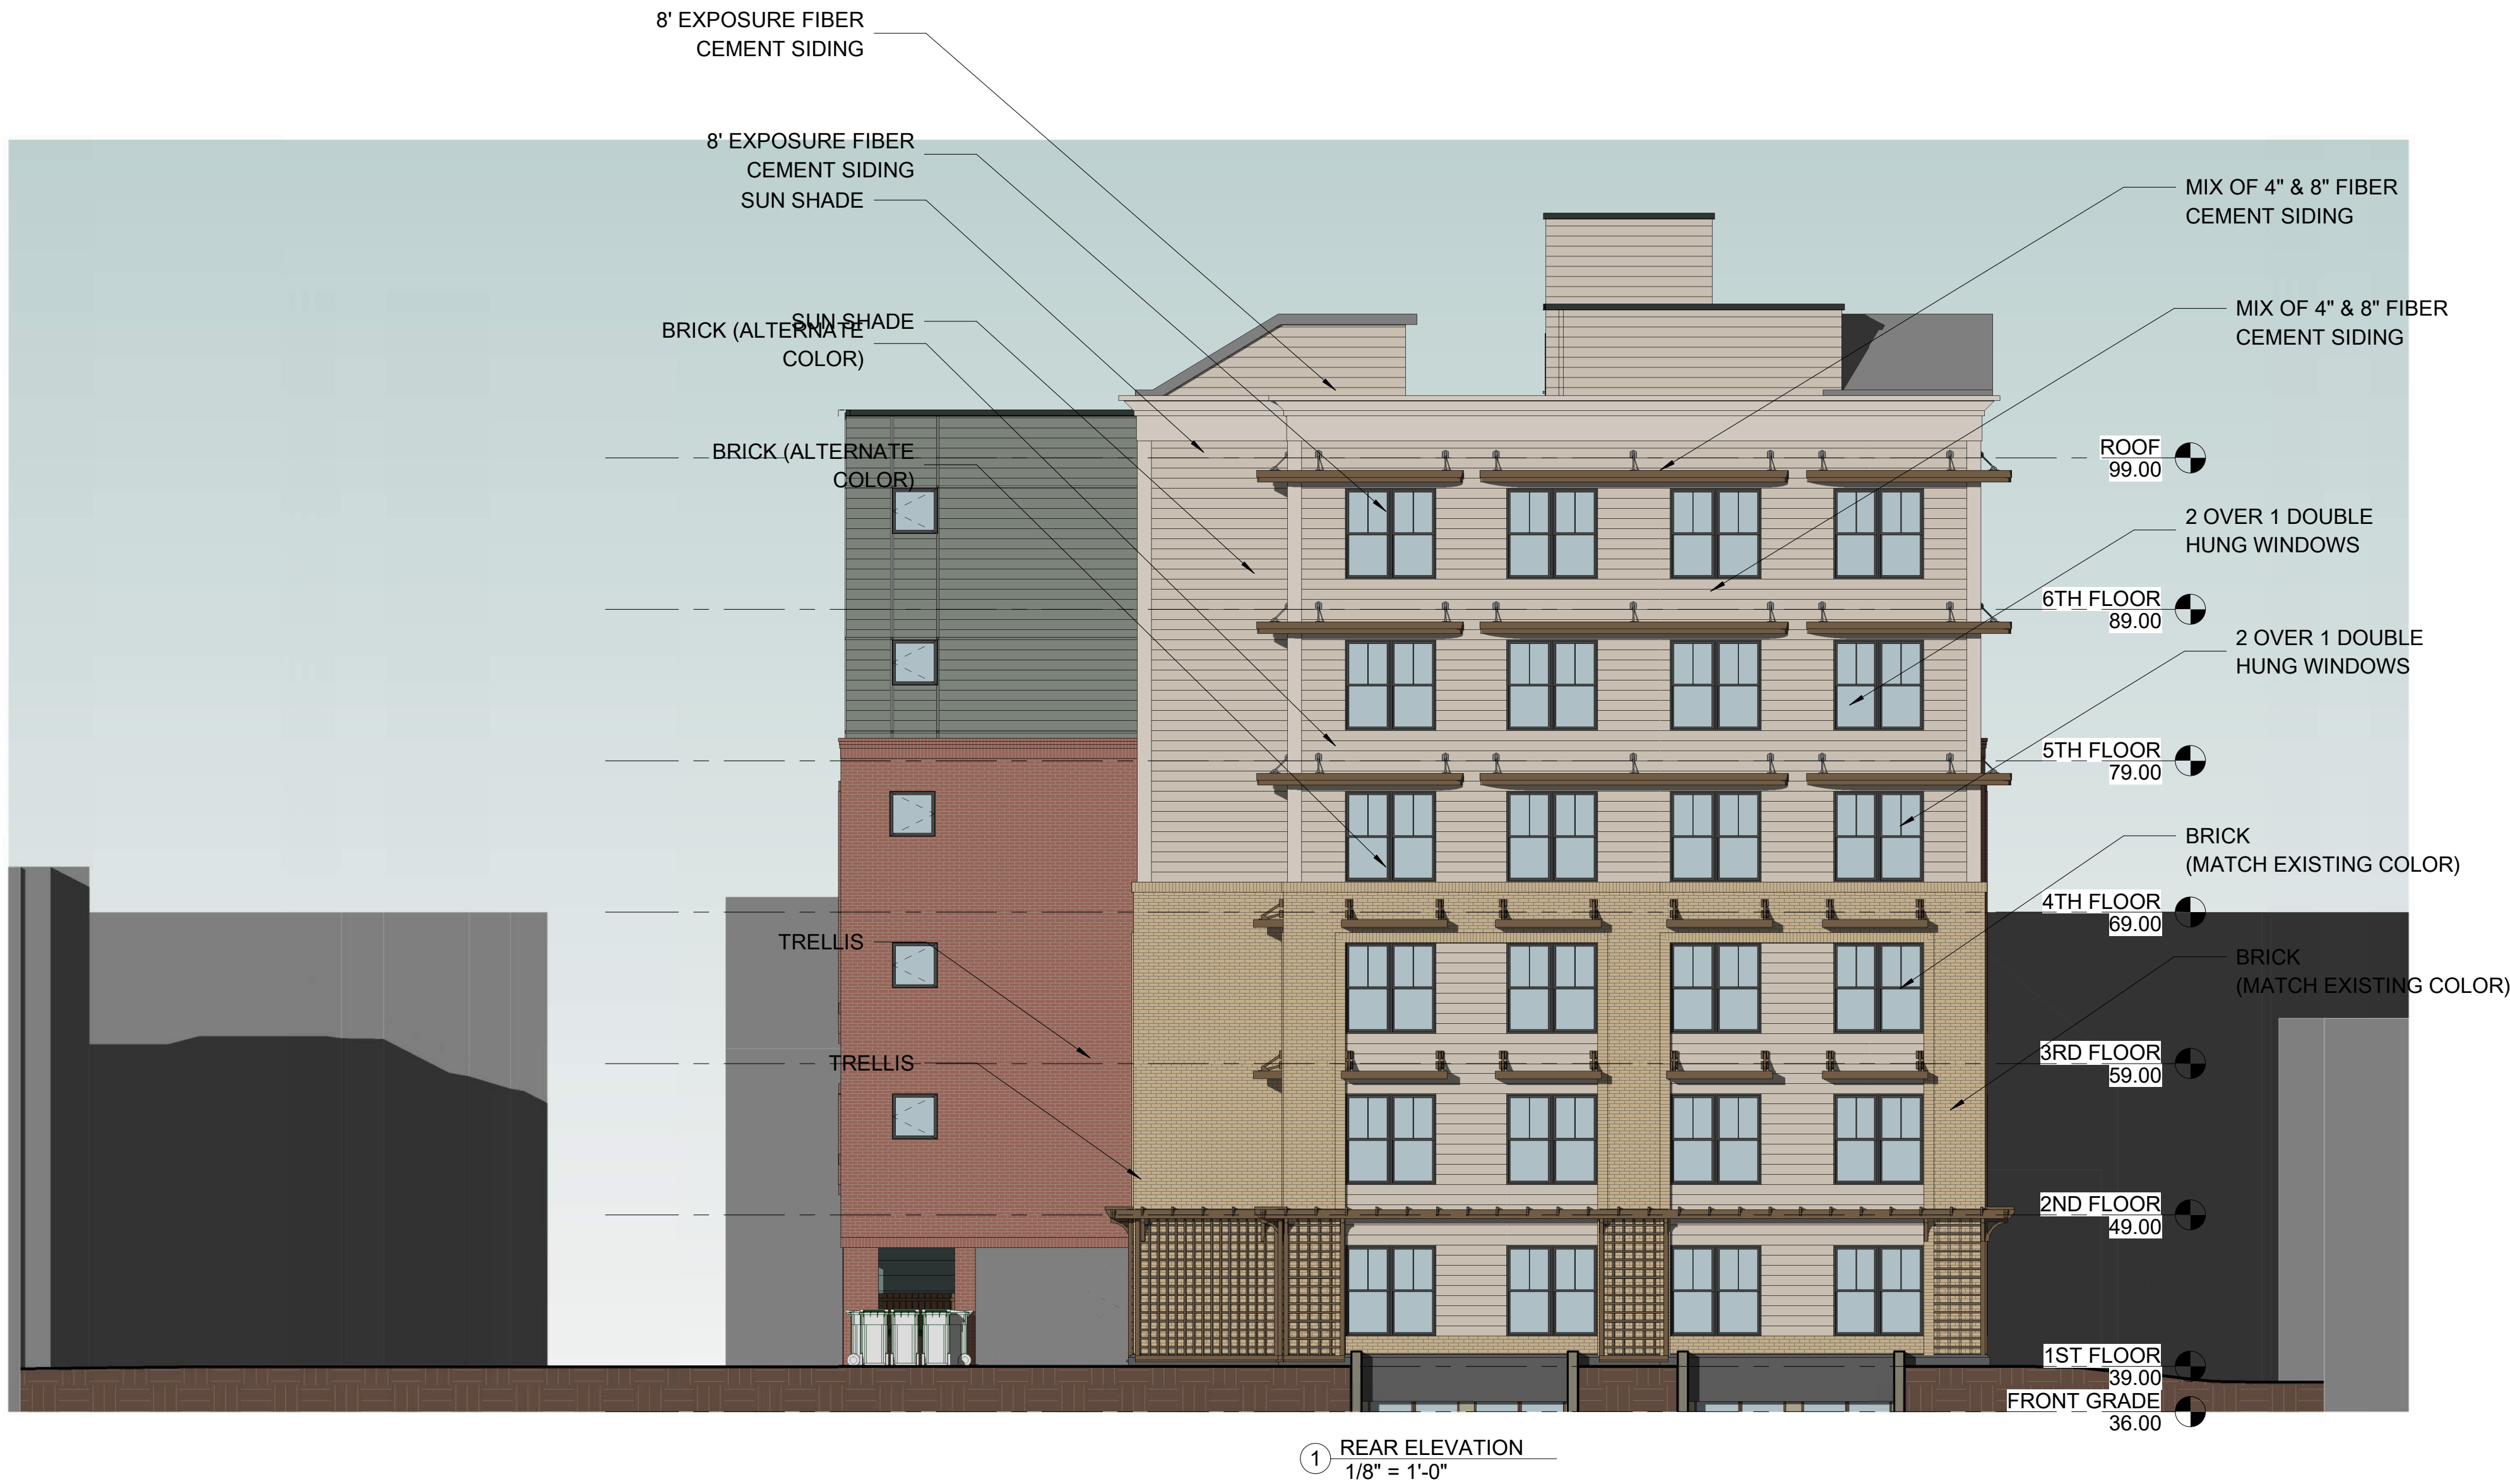 8' EXPOSURE FIBER
CEMENT SIDING
8' EXPOSURE FIBER
CEMENT SIDING
SUN SHADE
SUN SHADE
BRICK (ALTERNATE
COLOR)
BRICK (ALTERNATE
COLOR)
TRELLIS
TRELLIS
MIX OF 4" & 8" FIBER
CEMENT SIDING
MIX OF 4" & 8" FIBER
CEMENT SIDING
ROOF
99.00
2 OVER 1 DOUBLE
HUNG WINDOWS
6TH FLOOR
89.00
2 OVER 1 DOUBLE
HUNG WINDOWS
5TH FLOOR
79.00
BRICK
(MATCH EXISTING COLOR)
4TH FLOOR
69.00
BRICK
(MATCH EXISTING COLOR)
3RD FLOOR
59.00
2ND FLOOR
49.00
1ST FLOOR
39.00
FRONT GRADE
36.00
1 REAR ELEVATION
1/8" = 1'-0"